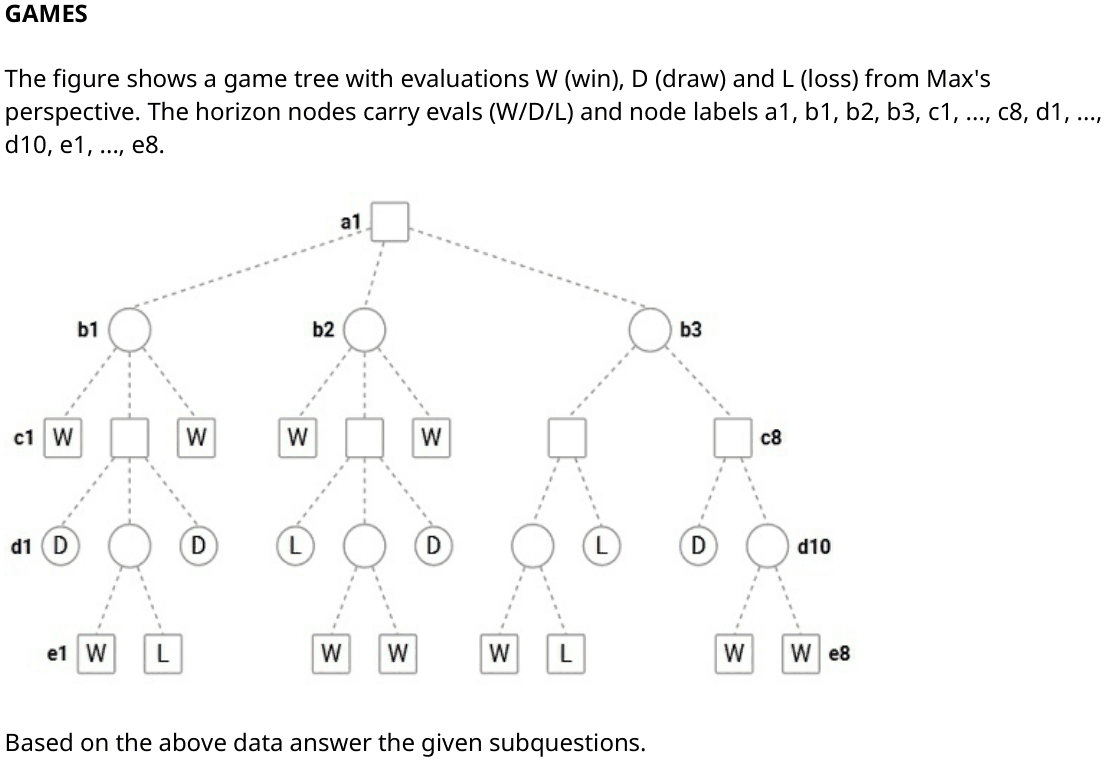 GAMES
The figure shows a game tree with evaluations W (win), D (draw) and L (loss) from Max's
perspective. The horizon nodes carry evals (W/D/L) and node labels a1, b1, b2, b3, c1, ..., c8, d1, ...,
d10, e1, ..., e8.
a1
b1 b2 b3
c1 W W W W c8
d1 D D L D L D d10
e1 W L W W W L W W e8
Based on the above data answer the given subquestions.